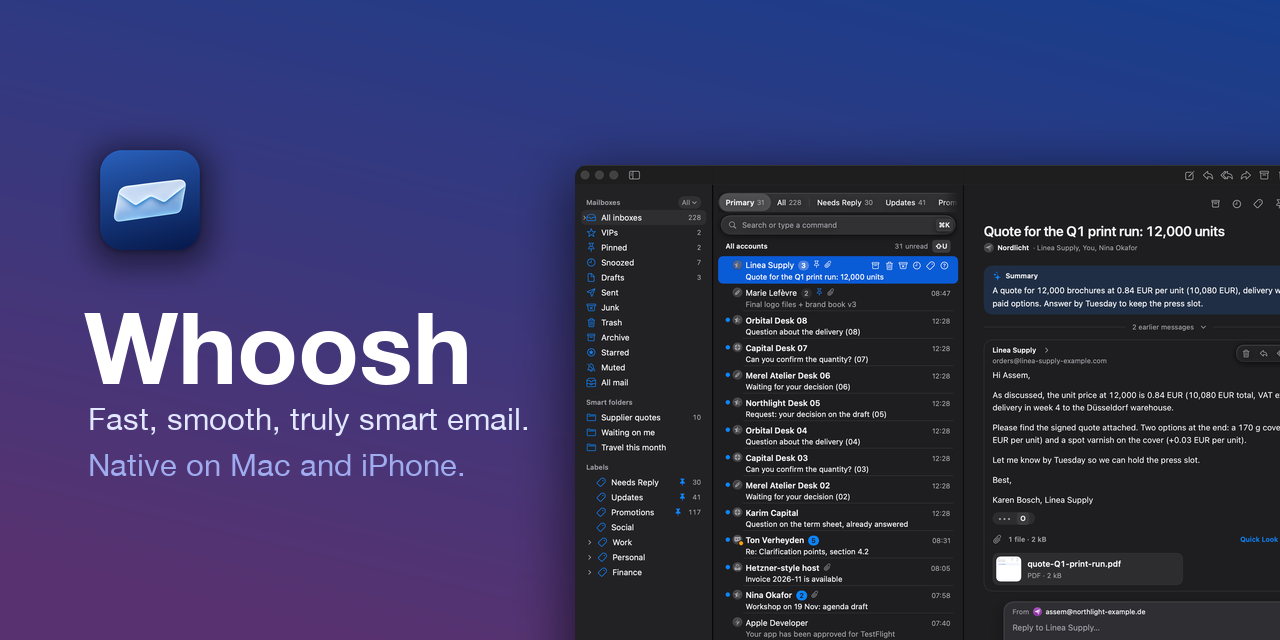 Whoosh
Fast, smooth, truly smart email.
Native on Mac and iPhone.
Mailboxes
All
All inboxes 228
VIPs 2
Pinned 2
Snoozed 7
Drafts 3
Sent
Junk
Trash
Archive
Starred
Muted
All mail
Smart folders
Supplier quotes 10
Waiting on me
Travel this month
Labels
Needs Reply 30
Updates 41
Promotions 117
Social
Work
Personal
Finance
Primary 31 All 228 Needs Reply 30 Updates 41 Prom
Search or type a command ⌘K
All accounts 31 unread ⇧U
Linea Supply 3
Quote for the Q1 print run: 12,000 units
Marie Lefèvre 2 08:47
Final logo files + brand book v3
Orbital Desk 08 12:28
Question about the delivery (08)
Capital Desk 07 12:28
Can you confirm the quantity? (07)
Merel Atelier Desk 06 12:28
Waiting for your decision (06)
Northlight Desk 05 12:28
Request: your decision on the draft (05)
Orbital Desk 04 12:28
Question about the delivery (04)
Capital Desk 03 12:28
Can you confirm the quantity? (03)
Merel Atelier Desk 02 12:28
Waiting for your decision (02)
Karim Capital 12:28
Question on the term sheet, already answered
Ton Verheyden 5 08:31
Re: Clarification points, section 4.2
Hetzner-style host 08:05
Invoice 2026-11 is available
Nina Okafor 2 07:58
Workshop on 19 Nov: agenda draft
Apple Developer 07:40
Your app has been approved for TestFlight
Quote for the Q1 print run: 12,000 units
Nordlicht · Linea Supply, You, Nina Okafor
Summary
A quote for 12,000 brochures at 0.84 EUR per unit (10,080 EUR), delivery w
paid options. Answer by Tuesday to keep the press slot.
2 earlier messages
Linea Supply
orders@linea-supply-example.com
Hi Assem,
As discussed, the unit price at 12,000 is 0.84 EUR (10,080 EUR total, VAT e
delivery in week 4 to the Düsseldorf warehouse.
Please find the signed quote attached. Two options at the end: a 170 g cove
EUR per unit) and a spot varnish on the cover (+0.03 EUR per unit).
Let me know by Tuesday so we can hold the press slot.
Best,
Karen Bosch, Linea Supply
••• O
1 file · 2 kB Quick Look
quote-Q1-print-run.pdf
PDF · 2 kB
From assem@northlight-example.de
Reply to Linea Supply...